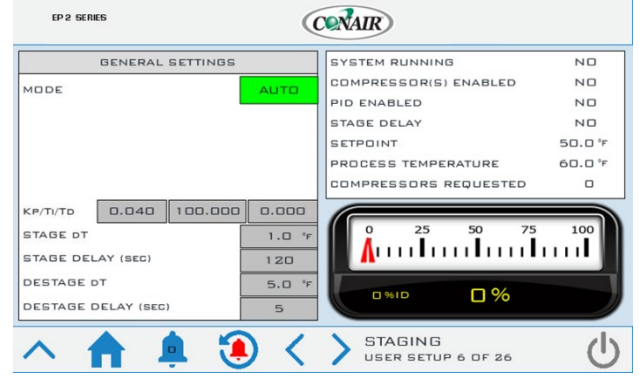 EP2 SERIES
CONAIR
GENERAL SETTINGS
MODE AUTO
KP/TI/TD 0.040 100.000 0.000
STAGE DT 1.0 °F
STAGE DELAY (SEC) 120
DESTAGE DT 5.0 °F
DESTAGE DELAY (SEC) 5
SYSTEM RUNNING NO
COMPRESSOR(S) ENABLED NO
PID ENABLED NO
STAGE DELAY NO
SETPOINT 50.0 °F
PROCESS TEMPERATURE 60.0 °F
COMPRESSORS REQUESTED 0
0 25 50 75 100
0 %ID 0 %
0
STAGING
USER SETUP 6 OF 26